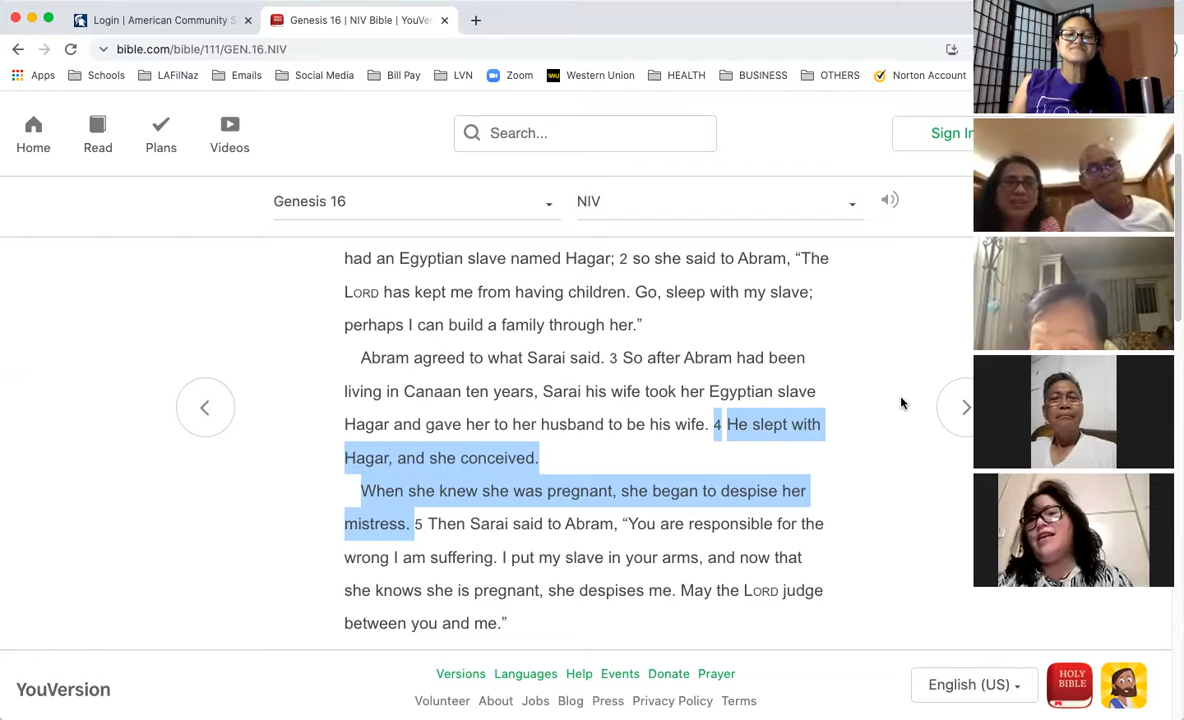 Login | American Community S
Genesis 16 | NIV Bible | YouVer
bible.com/bible/111/GEN.16.NIV
Apps Schools LAFilNaz Emails Social Media Bill Pay LVN Zoom Western Union HEALTH BUSINESS OTHERS Norton Account
Home Read Plans Videos
Search...
Sign In
Genesis 16 NIV
had an Egyptian slave named Hagar; 2 so she said to Abram, “The
LORD has kept me from having children. Go, sleep with my slave;
perhaps I can build a family through her.”
Abram agreed to what Sarai said. 3 So after Abram had been
living in Canaan ten years, Sarai his wife took her Egyptian slave
Hagar and gave her to her husband to be his wife. 4 He slept with
Hagar, and she conceived.
When she knew she was pregnant, she began to despise her
mistress. 5 Then Sarai said to Abram, “You are responsible for the
wrong I am suffering. I put my slave in your arms, and now that
she knows she is pregnant, she despises me. May the LORD judge
between you and me.”
Versions Languages Help Events Donate Prayer
YouVersion
English (US)
HOLY
BIBLE
Volunteer About Jobs Blog Press Privacy Policy Terms